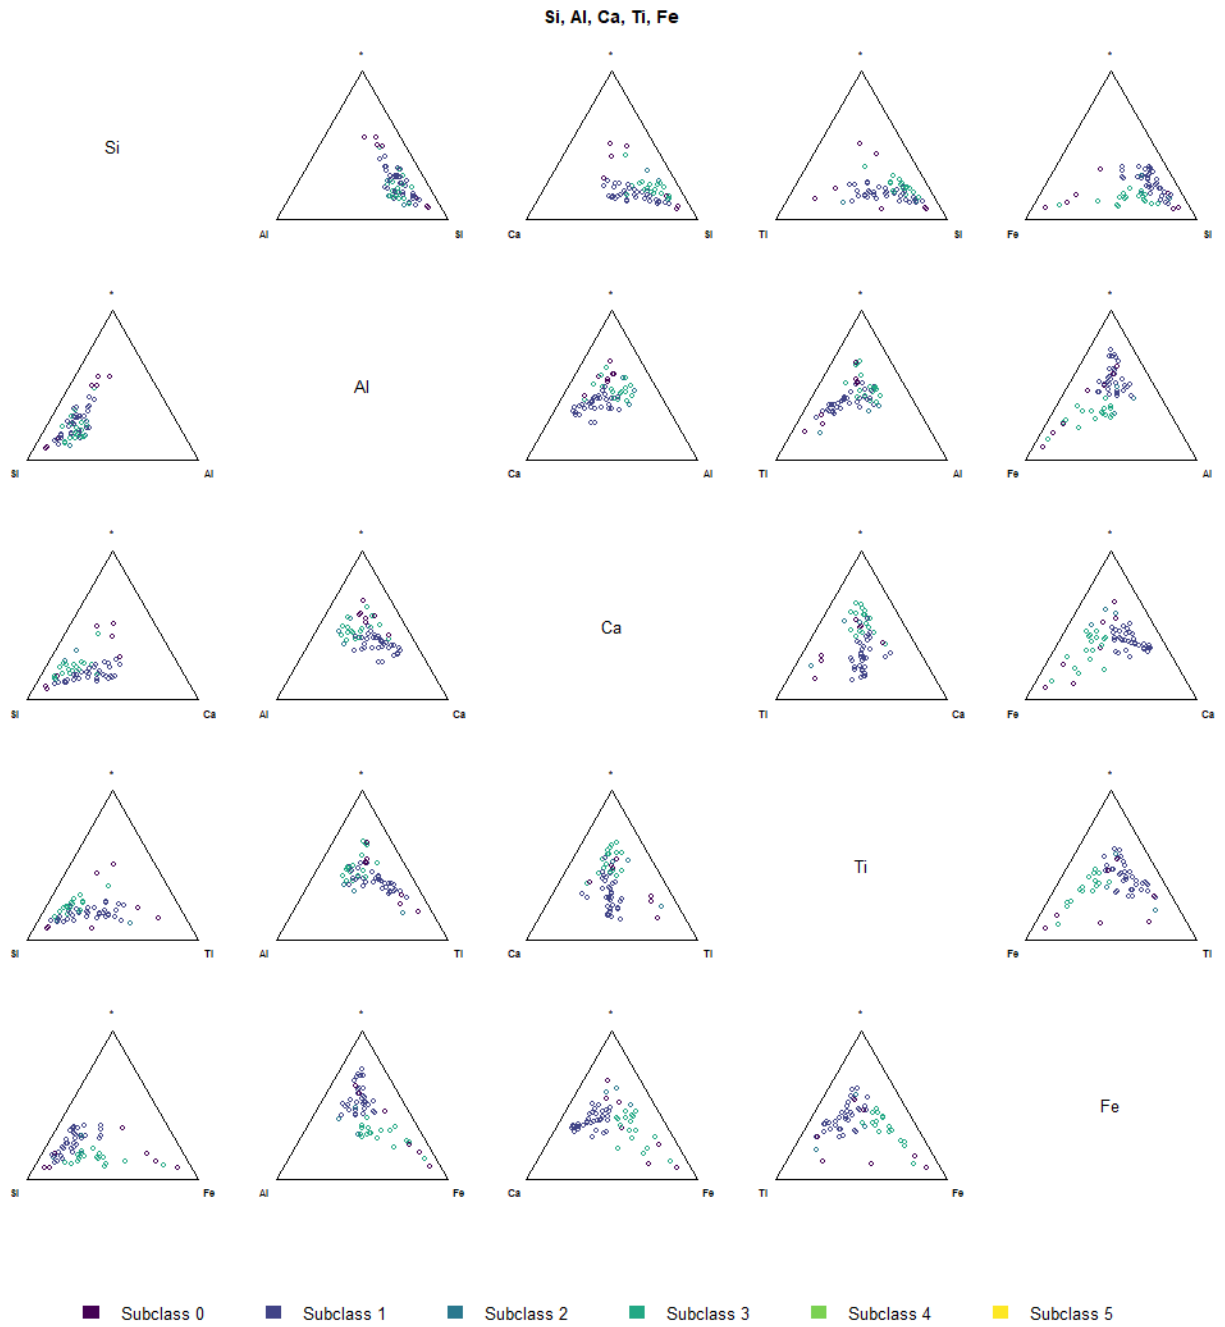 Si, Al, Ca, Ti, Fe
* * * *
Si
Al Si Ca Si Ti Si Fe Si
* * * *
Al
Si Al Ca Al Ti Al Fe Al
* * * *
Ca
Si Ca Al Ca Ti Ca Fe Ca
* * * *
Ti
Si Ti Al Ti Ca Ti Fe Ti
* * * *
Fe
Si Fe Al Fe Ca Fe Ti Fe
Subclass 0 Subclass 1 Subclass 2 Subclass 3 Subclass 4 Subclass 5